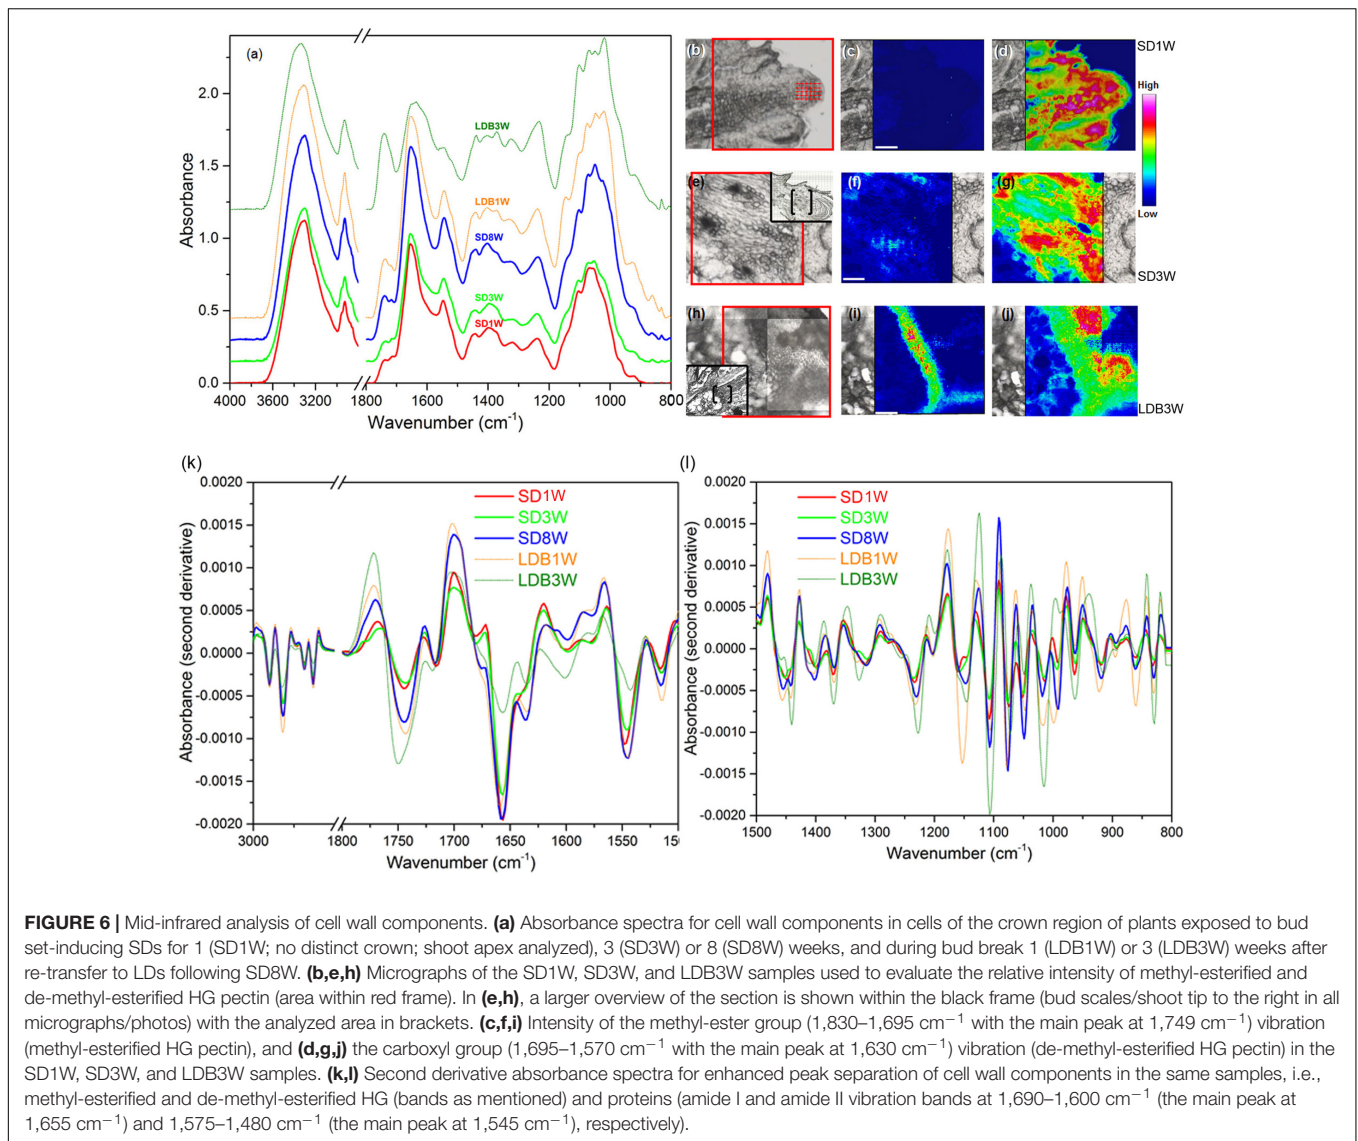 (a)
Absorbance
2.0
1.5
1.0
0.5
0.0
LDB3W
LDB1W
SD8W
SD3W
SD1W
4000 3600 3200 1800 1800 1600 1400 1200 1000 800
Wavenumber (cm⁻¹)
(b) (c) (d) SD1W
High
Low
(e) (f) (g)
SD3W
(h) (i) (j)
LDB3W
(k)
Absorbance (second derivative)
0.0020
0.0015
0.0010
0.0005
0.0000
-0.0005
-0.0010
-0.0015
-0.0020
SD1W
SD3W
SD8W
LDB1W
LDB3W
3000 1800 1750 1700 1650 1600 1550 150
Wavenumber (cm⁻¹)
(l)
Absorbance (second derivative)
0.0020
0.0015
0.0010
0.0005
0.0000
-0.0005
-0.0010
-0.0015
-0.0020
SD1W
SD3W
SD8W
LDB1W
LDB3W
1500 1400 1300 1200 1100 1000 900 800
Wavenumber (cm⁻¹)
FIGURE 6 | Mid-infrared analysis of cell wall components. (a) Absorbance spectra for cell wall components in cells of the crown region of plants exposed to bud
set-inducing SDs for 1 (SD1W; no distinct crown; shoot apex analyzed), 3 (SD3W) or 8 (SD8W) weeks, and during bud break 1 (LDB1W) or 3 (LDB3W) weeks after
re-transfer to LDs following SD8W. (b,e,h) Micrographs of the SD1W, SD3W, and LDB3W samples used to evaluate the relative intensity of methyl-esterified and
de-methyl-esterified HG pectin (area within red frame). In (e,h), a larger overview of the section is shown within the black frame (bud scales/shoot tip to the right in all
micrographs/photos) with the analyzed area in brackets. (c,f,i) Intensity of the methyl-ester group (1,830–1,695 cm⁻¹ with the main peak at 1,749 cm⁻¹) vibration
(methyl-esterified HG pectin), and (d,g,j) the carboxyl group (1,695–1,570 cm⁻¹ with the main peak at 1,630 cm⁻¹) vibration (de-methyl-esterified HG pectin) in the
SD1W, SD3W, and LDB3W samples. (k,l) Second derivative absorbance spectra for enhanced peak separation of cell wall components in the same samples, i.e.,
methyl-esterified and de-methyl-esterified HG (bands as mentioned) and proteins (amide I and amide II vibration bands at 1,690–1,600 cm⁻¹ (the main peak at
1,655 cm⁻¹) and 1,575–1,480 cm⁻¹ (the main peak at 1,545 cm⁻¹), respectively).